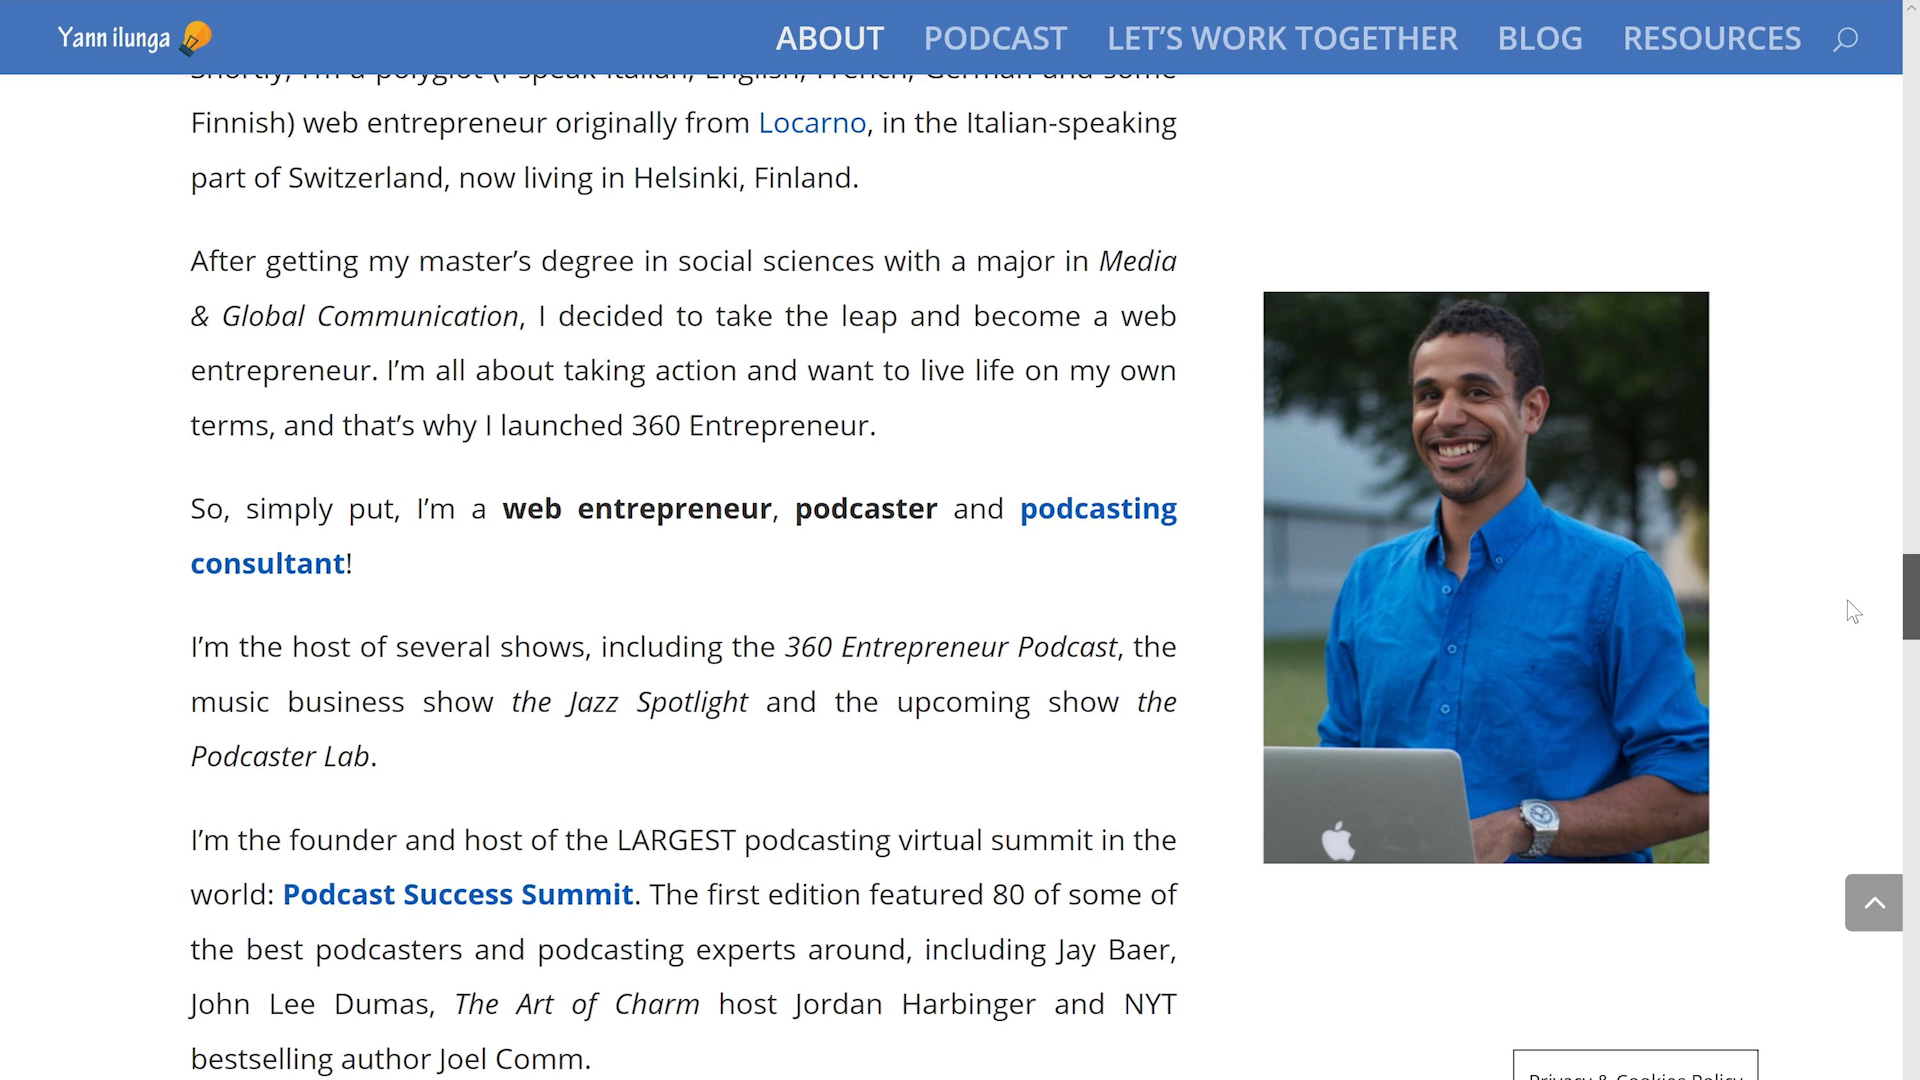 Yann ilunga
ABOUT
PODCAST
LET'S WORK TOGETHER
BLOG
RESOURCES
Shortly, I'm a polyglot (I speak Italian, English, French, German and some
Finnish) web entrepreneur originally from Locarno, in the Italian-speaking
part of Switzerland, now living in Helsinki, Finland.
After getting my master's degree in social sciences with a major in Media
& Global Communication, I decided to take the leap and become a web
entrepreneur. I'm all about taking action and want to live life on my own
terms, and that's why I launched 360 Entrepreneur.
So, simply put, I'm a web entrepreneur, podcaster and podcasting
consultant!
I'm the host of several shows, including the 360 Entrepreneur Podcast, the
music business show the Jazz Spotlight and the upcoming show the
Podcaster Lab.
I'm the founder and host of the LARGEST podcasting virtual summit in the
world: Podcast Success Summit. The first edition featured 80 of some of
the best podcasters and podcasting experts around, including Jay Baer,
John Lee Dumas, The Art of Charm host Jordan Harbinger and NYT
bestselling author Joel Comm.
Privacy & Cookies Policy